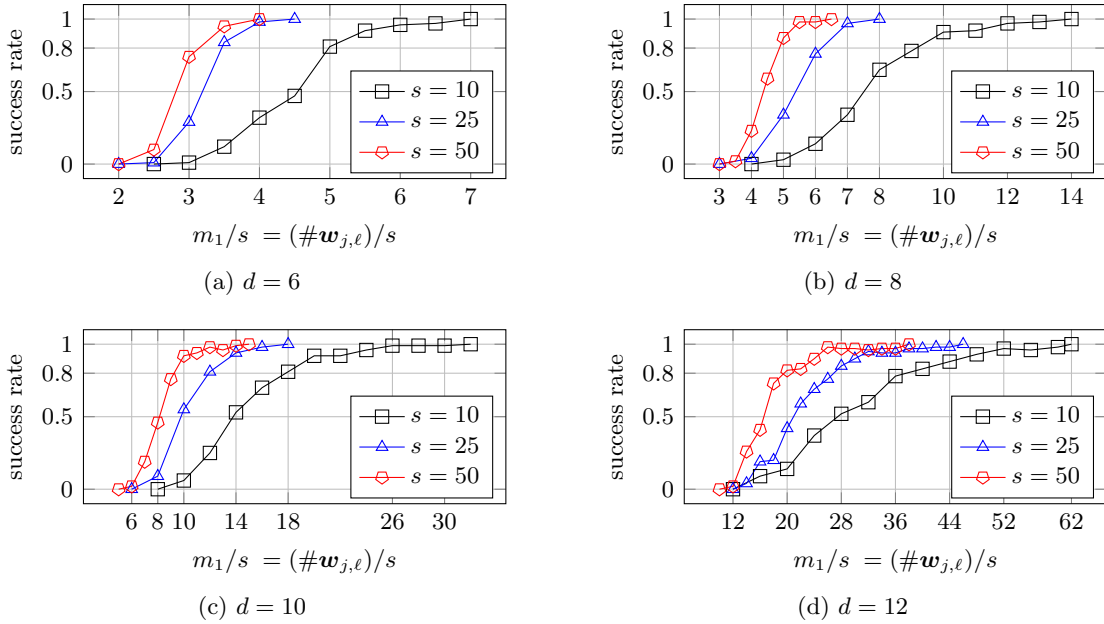 success rate
1
0.8
0.5
0
s = 10
s = 25
s = 50
2 3 4 5 6 7
m₁/s = (#𝒘ⱼ,ℓ)/s
(a) d = 6
success rate
1
0.8
0.5
0
s = 10
s = 25
s = 50
3 4 5 6 7 8 10 12 14
m₁/s = (#𝒘ⱼ,ℓ)/s
(b) d = 8
success rate
1
0.8
0.5
0
s = 10
s = 25
s = 50
6 8 10 14 18 26 30
m₁/s = (#𝒘ⱼ,ℓ)/s
(c) d = 10
success rate
1
0.8
0.5
0
s = 10
s = 25
s = 50
12 20 28 36 44 52 62
m₁/s = (#𝒘ⱼ,ℓ)/s
(d) d = 12